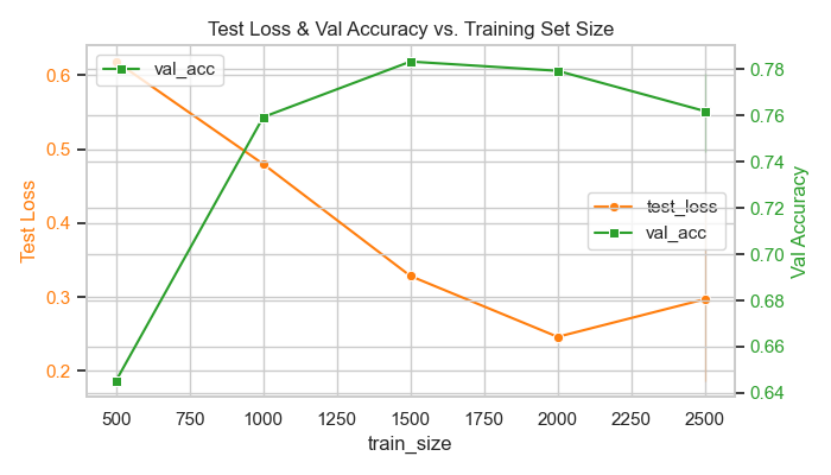 Test Loss & Val Accuracy vs. Training Set Size
val_acc
0.6
0.5
0.4
0.3
0.2
Test Loss
0.78
0.76
0.74
0.72
0.70
0.68
0.66
0.64
Val Accuracy
test_loss
val_acc
500 750 1000 1250 1500 1750 2000 2250 2500
train_size